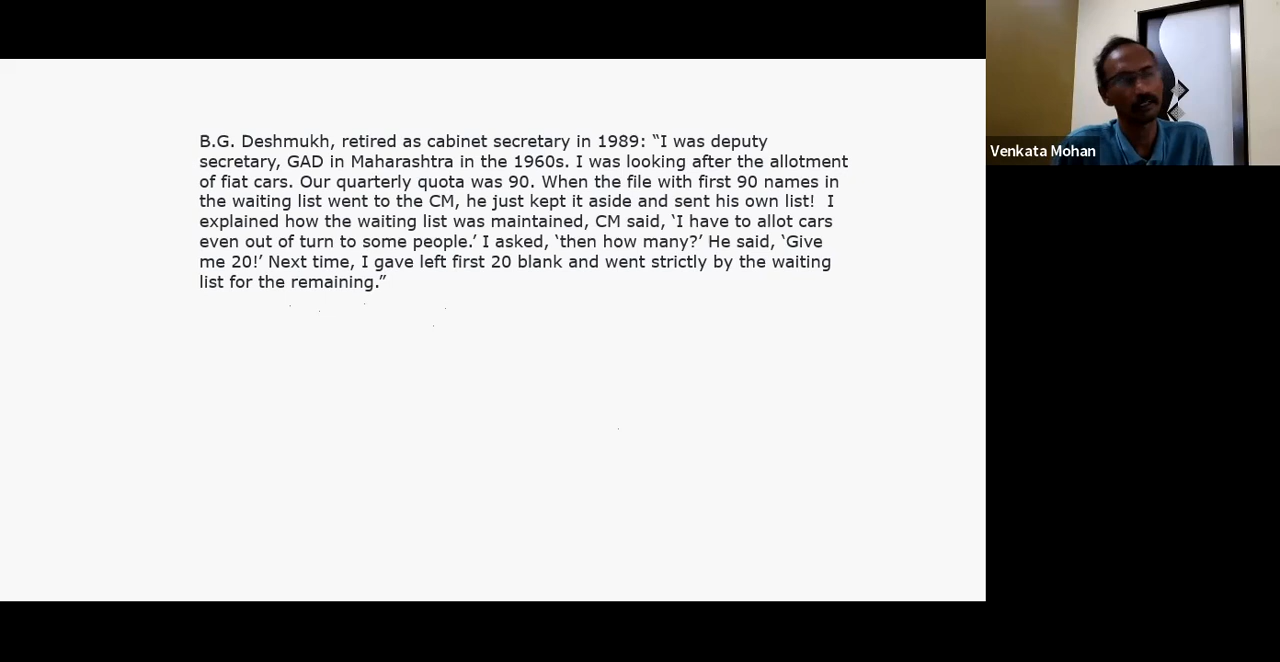 B.G. Deshmukh, retired as cabinet secretary in 1989: “I was deputy
secretary, GAD in Maharashtra in the 1960s. I was looking after the allotment
of fiat cars. Our quarterly quota was 90. When the file with first 90 names in
the waiting list went to the CM, he just kept it aside and sent his own list!  I
explained how the waiting list was maintained, CM said, ‘I have to allot cars
even out of turn to some people.’ I asked, ‘then how many?’ He said, ‘Give
me 20!’ Next time, I gave left first 20 blank and went strictly by the waiting
list for the remaining.”
Venkata Mohan